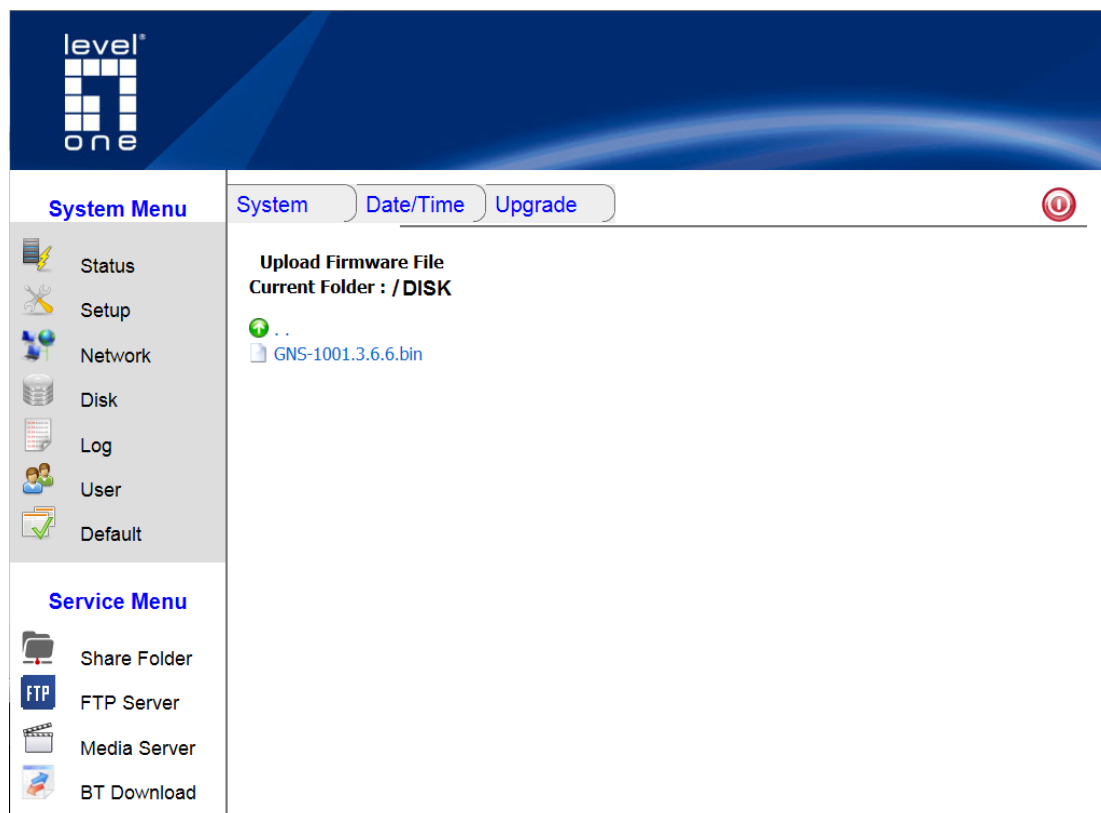 level®
one
System Menu
Status
Setup
Network
Disk
Log
User
Default
Service Menu
Share Folder
FTP
FTP Server
Media Server
BT Download
System
Date/Time
Upgrade
Upload Firmware File
Current Folder : /DISK
. .
GNS-1001.3.6.6.bin